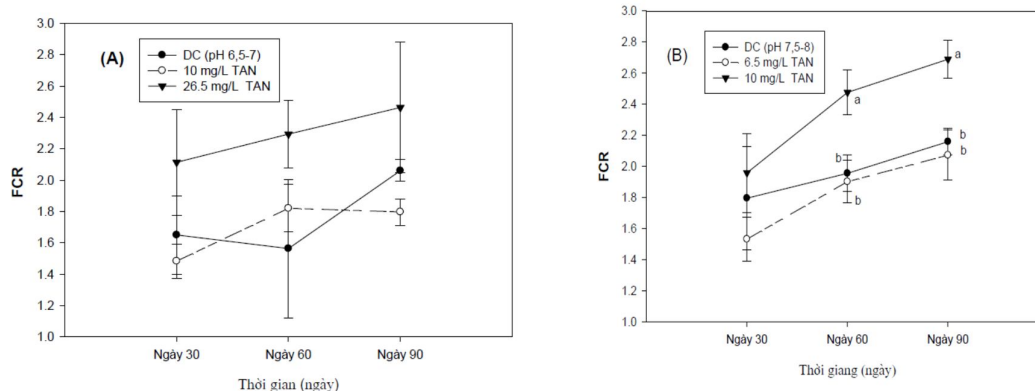 (A)
DC (pH 6,5-7)
10 mg/L TAN
26.5 mg/L TAN
FCR
3.0
2.8
2.6
2.4
2.2
2.0
1.8
1.6
1.4
1.2
1.0
Ngày 30 Ngày 60 Ngày 90
Thời gian (ngày)
(B)
DC (pH 7,5-8)
6.5 mg/L TAN
10 mg/L TAN
FCR
3.0
2.8
2.6
2.4
2.2
2.0
1.8
1.6
1.4
1.2
1.0
a
a
b
b
b
b
Ngày 30 Ngày 60 Ngày 90
Thời giang (ngày)